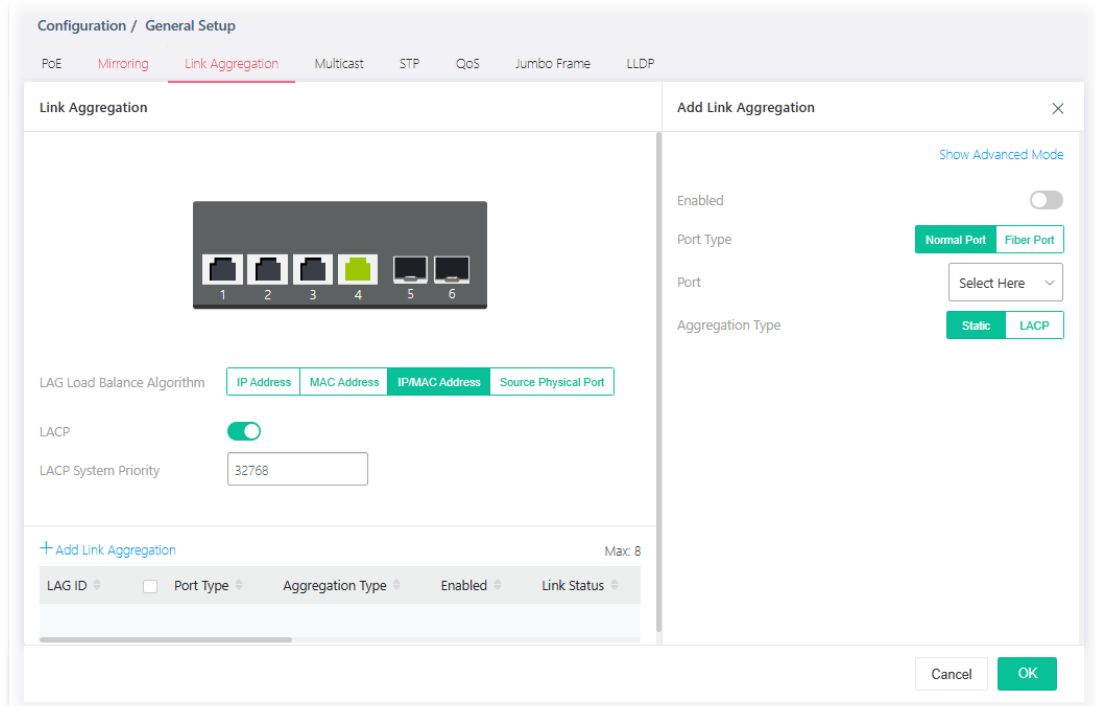 Configuration / General Setup
PoE Mirroring Link Aggregation Multicast STP QoS Jumbo Frame LLDP
Link Aggregation
1 2 3 4 5 6
LAG Load Balance Algorithm IP Address MAC Address IP/MAC Address Source Physical Port
LACP
LACP System Priority 32768
+ Add Link Aggregation Max: 8
LAG ID Port Type Aggregation Type Enabled Link Status
Add Link Aggregation
Show Advanced Mode
Enabled
Port Type Normal Port Fiber Port
Port Select Here
Aggregation Type Static LACP
Cancel OK